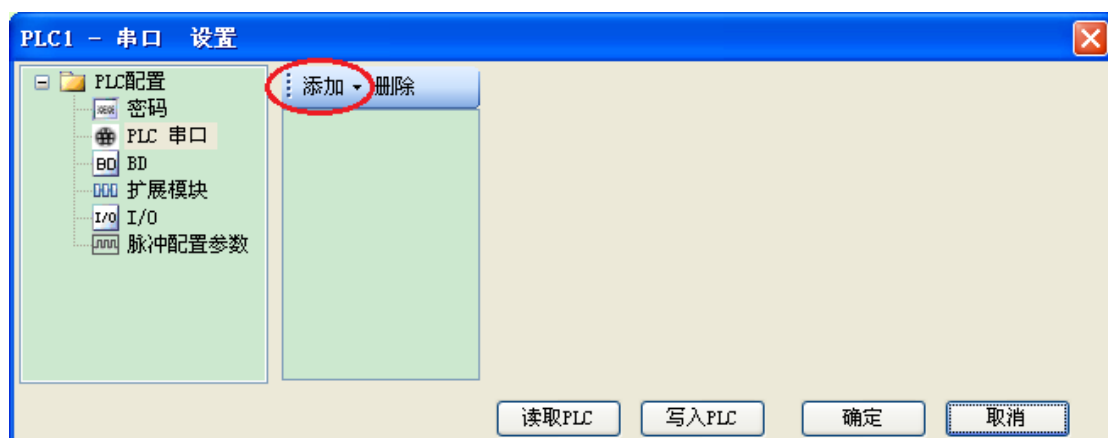 PLC1 - 串口 设置
PLC配置
密码
PLC 串口
BD BD
扩展模块
I/O I/O
脉冲配置参数
添加 删除
读取PLC 写入PLC 确定 取消